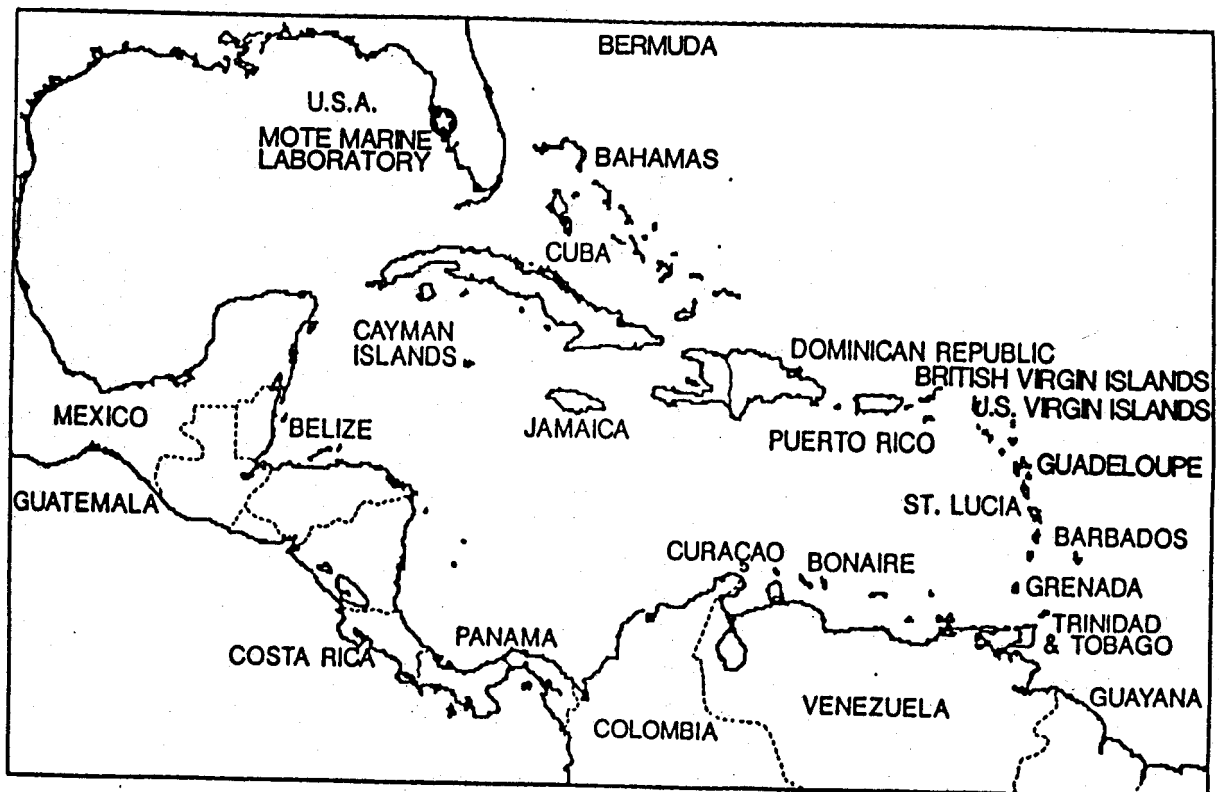 BERMUDA
U.S.A.
MOTE MARINE
LABORATORY
BAHAMAS
CUBA
CAYMAN
ISLANDS
DOMINICAN REPUBLIC
BRITISH VIRGIN ISLANDS
U.S. VIRGIN ISLANDS
MEXICO
BELIZE
JAMAICA
PUERTO RICO
GUADELOUPE
GUATEMALA
ST. LUCIA
BARBADOS
CURAÇAO
BONAIRE
GRENADA
TRINIDAD
& TOBAGO
PANAMA
COSTA RICA
COLOMBIA
VENEZUELA
GUAYANA